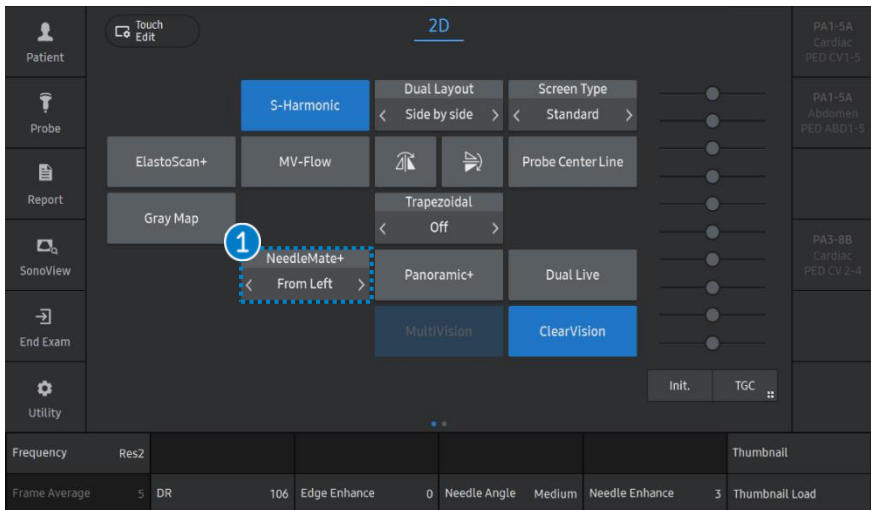 Touch
Edit
2D
Patient
Probe
Report
SonoView
End Exam
Utility
S-Harmonic
Dual Layout
Side by side
Screen Type
Standard
ElastoScan+
MV-Flow
Probe Center Line
Gray Map
Trapezoidal
Off
1
NeedleMate+
From Left
Panoramic+
Dual Live
MultiVision
ClearVision
Init.
TGC
PA1-5A
Cardiac
PED CV1-5
PA1-5A
Abdomen
PED ABD1-5
PA3-8B
Cardiac
PED CV 2-4
Frequency Res2
Thumbnail
Frame Average 5
DR 106
Edge Enhance 0
Needle Angle Medium
Needle Enhance 3
Thumbnail Load